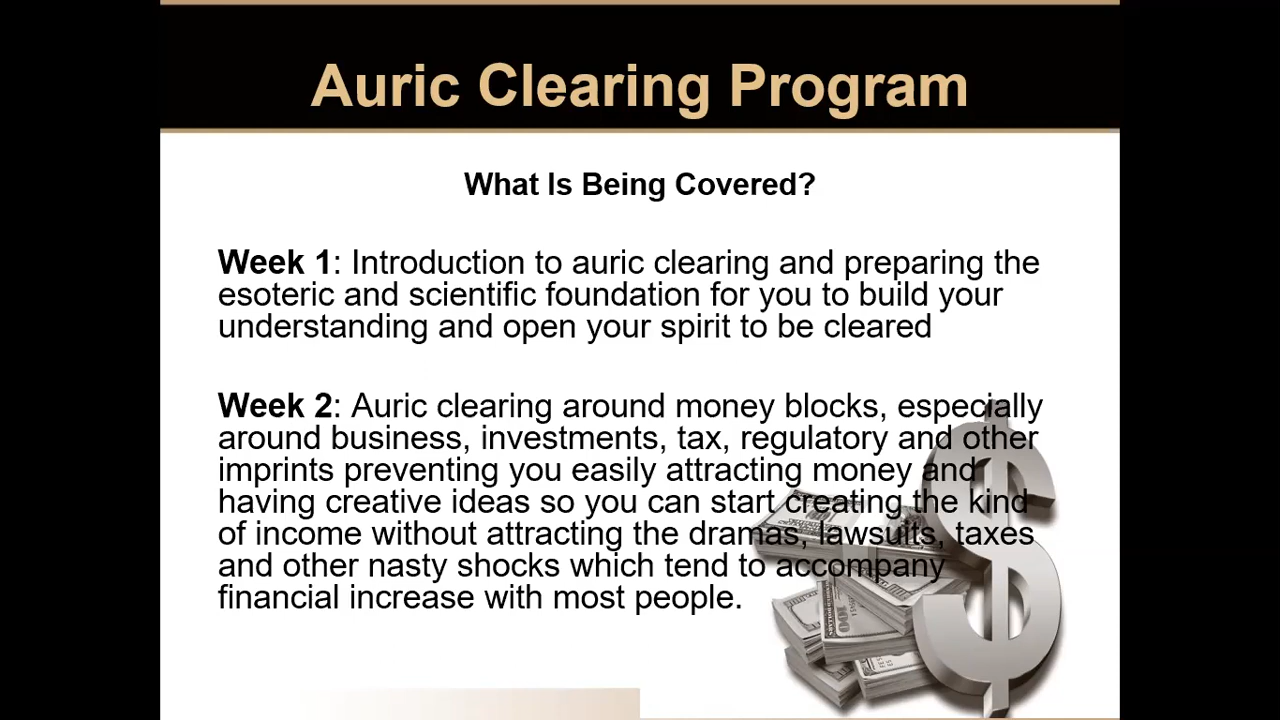 Auric Clearing Program
What Is Being Covered?
Week 1: Introduction to auric clearing and preparing the
esoteric and scientific foundation for you to build your
understanding and open your spirit to be cleared
Week 2: Auric clearing around money blocks, especially
around business, investments, tax, regulatory and other
imprints preventing you easily attracting money and
having creative ideas so you can start creating the kind
of income without attracting the dramas, lawsuits, taxes
and other nasty shocks which tend to accompany
financial increase with most people.